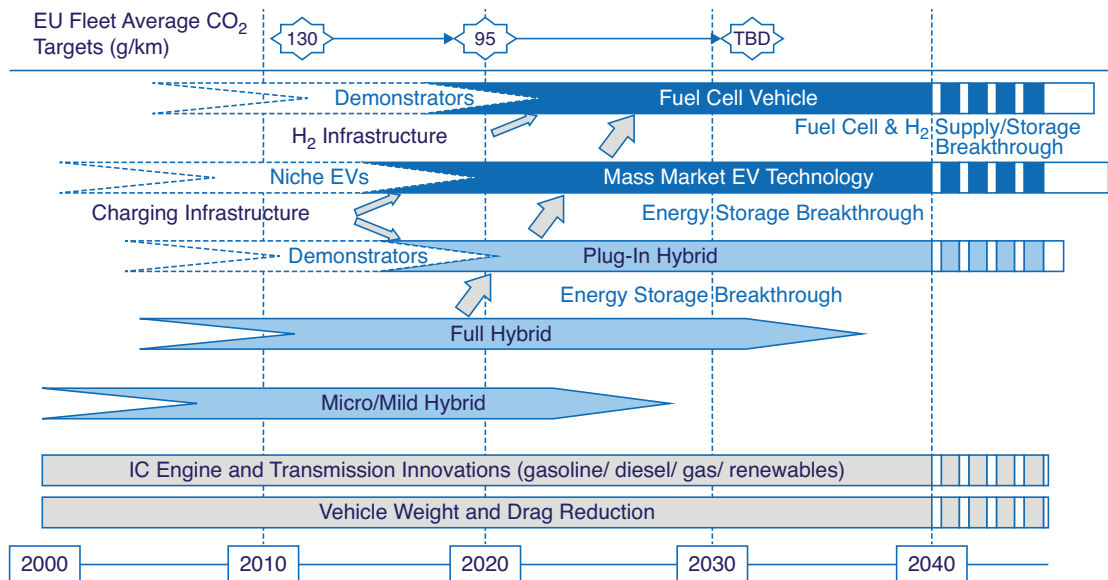 EU Fleet Average CO₂
Targets (g/km)
130
95
TBD
Demonstrators
Fuel Cell Vehicle
H₂ Infrastructure
Fuel Cell & H₂ Supply/Storage
Breakthrough
Niche EVs
Mass Market EV Technology
Charging Infrastructure
Energy Storage Breakthrough
Demonstrators
Plug-In Hybrid
Energy Storage Breakthrough
Full Hybrid
Micro/Mild Hybrid
IC Engine and Transmission Innovations (gasoline/ diesel/ gas/ renewables)
Vehicle Weight and Drag Reduction
2000
2010
2020
2030
2040